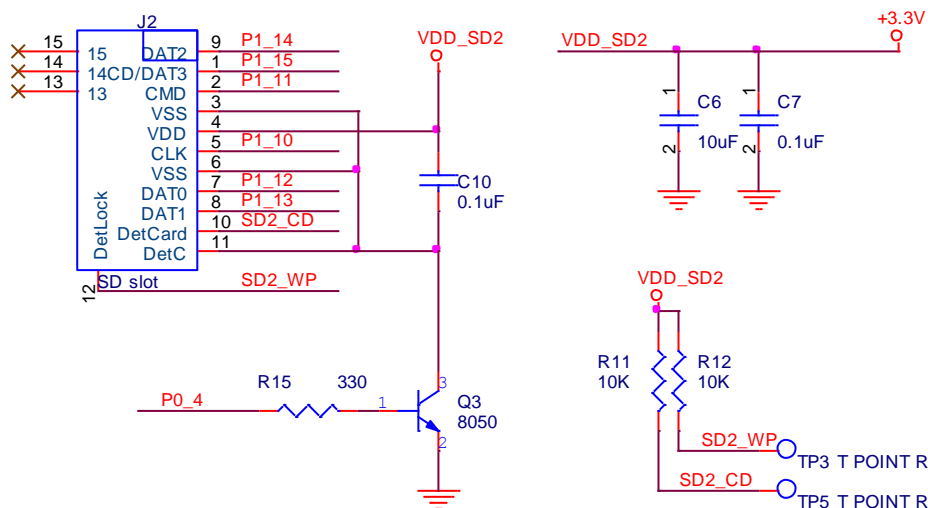 J2
VDD_SD2
+3.3V
VDD_SD2
15 15 DAT2 9 P1_14
14 14 CD/DAT3 1 P1_15
13 13 CMD 2 P1_11
VSS 3
VDD 4
CLK 5 P1_10
VSS 6
DAT0 7 P1_12
DAT1 8 P1_13
DetCard 10 SD2_CD
DetC 11
DetLock
12
SD slot
SD2_WP
C10
0.1uF
1 C6
2 10uF
1 C7
2 0.1uF
VDD_SD2
R11
10K
R12
10K
SD2_WP
TP3 T POINT R
SD2_CD
TP5 T POINT R
P0_4
R15 330
1
3
Q3
8050
2